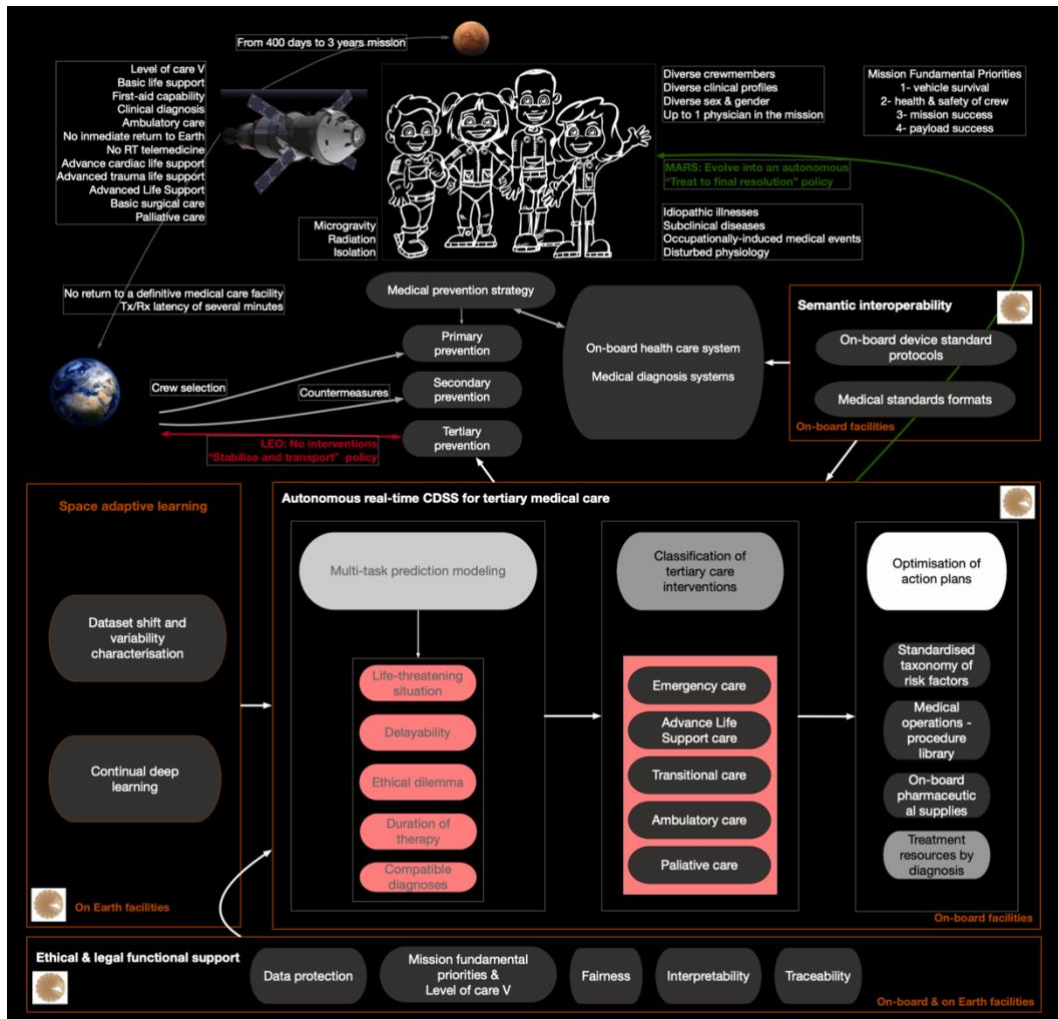 From 400 days to 3 years mission
Level of care V
Basic life support
First-aid capability
Clinical diagnosis
Ambulatory care
No inmediate return to Earth
No RT telemedicine
Advance cardiac life support
Advanced trauma life support
Advanced Life Support
Basic surgical care
Palliative care
Diverse crewmembers
Diverse clinical profiles
Diverse sex & gender
Up to 1 physician in the mission
Mission Fundamental Priorities
1- vehicle survival
2- health & safety of crew
3- mission success
4- payload success
MARS: Evolve into an autonomous
"Treat to final resolution" policy
Microgravity
Radiation
Isolation
Idiopathic illnesses
Subclinical diseases
Occupationally-induced medical events
Disturbed physiology
No return to a definitive medical care facility
Tx/Rx latency of several minutes
Medical prevention strategy
Primary
prevention
Secondary
prevention
Tertiary
prevention
Crew selection
Countermeasures
LEO: No interventions
"Stabilise and transport" policy
On-board health care system
Medical diagnosis systems
Semantic interoperability
On-board device standard
protocols
Medical standards formats
On-board facilities
Space adaptive learning
Dataset shift and
variability
characterisation
Continual deep
learning
On Earth facilities
Autonomous real-time CDSS for tertiary medical care
Multi-task prediction modeling
Life-threatening
situation
Delayability
Ethical dilemma
Duration of
therapy
Compatible
diagnoses
Classification of
tertiary care
interventions
Emergency care
Advance Life
Support care
Transitional care
Ambulatory care
Paliative care
Optimisation of
action plans
Standardised
taxonomy of
risk factors
Medical
operations -
procedure
library
On-board
pharmaceutic
al supplies
Treatment
resources by
diagnosis
On-board facilities
Ethical & legal functional support
Data protection
Mission fundamental
priorities &
Level of care V
Fairness
Interpretability
Traceability
On-board & on Earth facilities